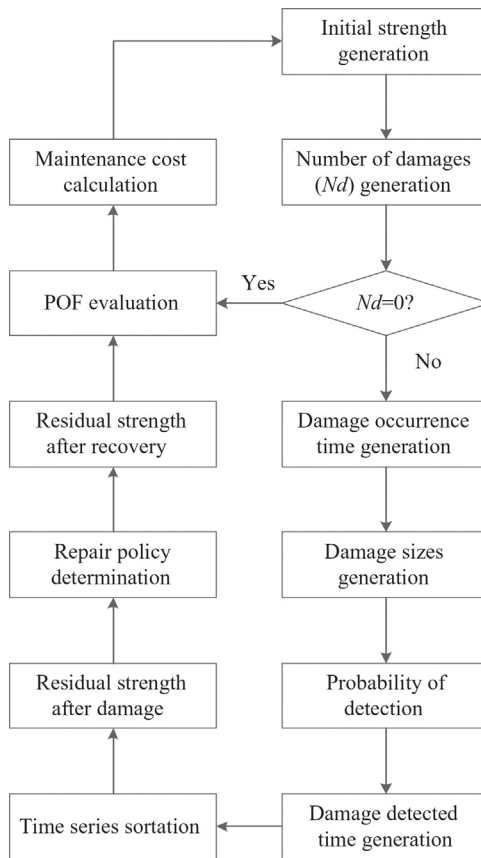 Initial strength
generation
Number of damages
(Nd) generation
Nd=0?
Yes
No
Damage occurrence
time generation
Damage sizes
generation
Probability of
detection
Damage detected
time generation
Time series sortation
Residual strength
after damage
Repair policy
determination
Residual strength
after recovery
POF evaluation
Maintenance cost
calculation